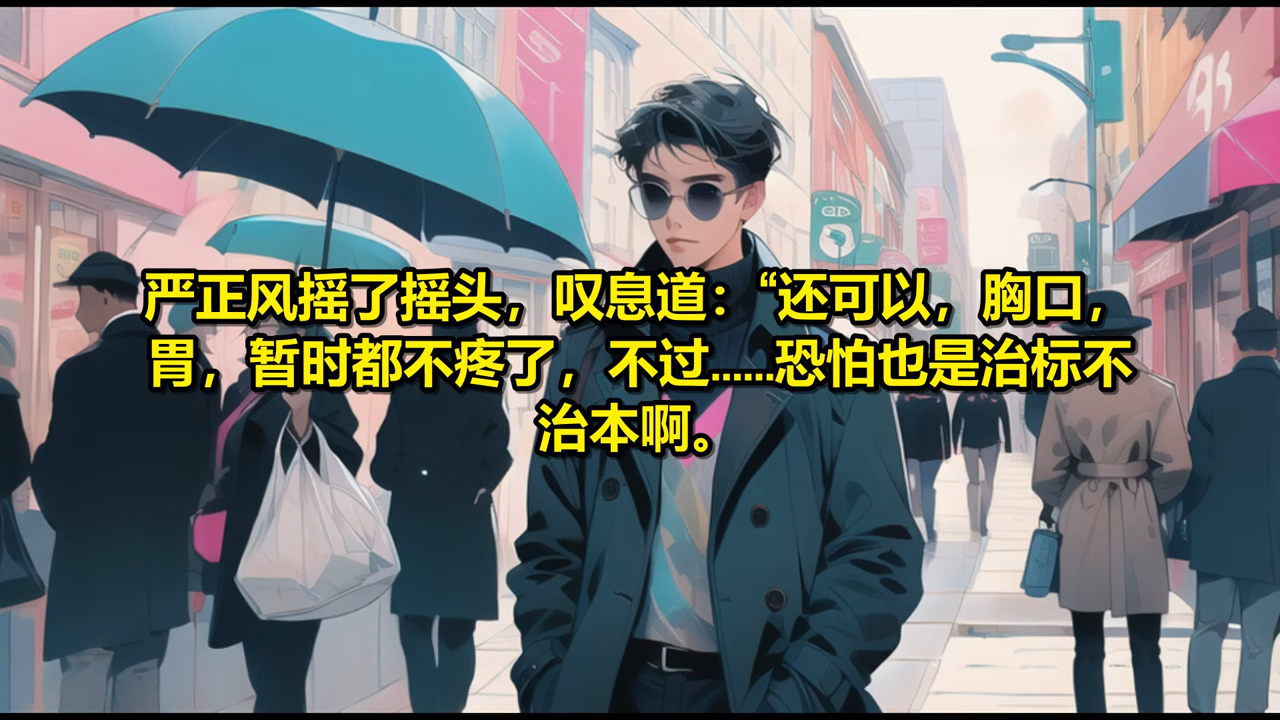 严正风摇了摇头，叹息道：“还可以，胸口，
胃，暂时都不疼了，不过......恐怕也是治标不
治本啊。